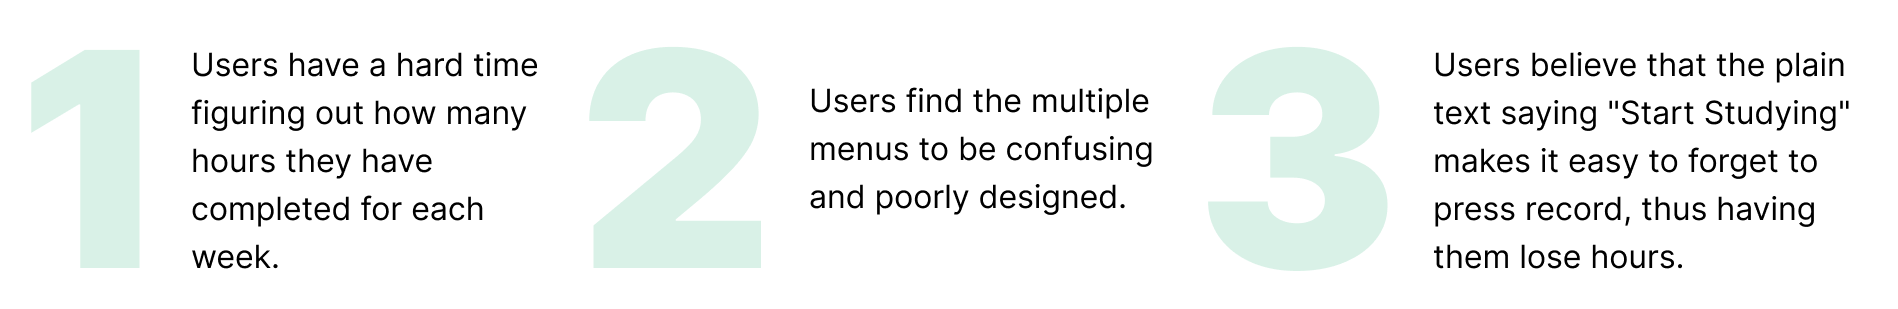 1
Users have a hard time
figuring out how many
hours they have
completed for each
week.
2
Users find the multiple
menus to be confusing
and poorly designed.
3
Users believe that the plain
text saying "Start Studying"
makes it easy to forget to
press record, thus having
them lose hours.